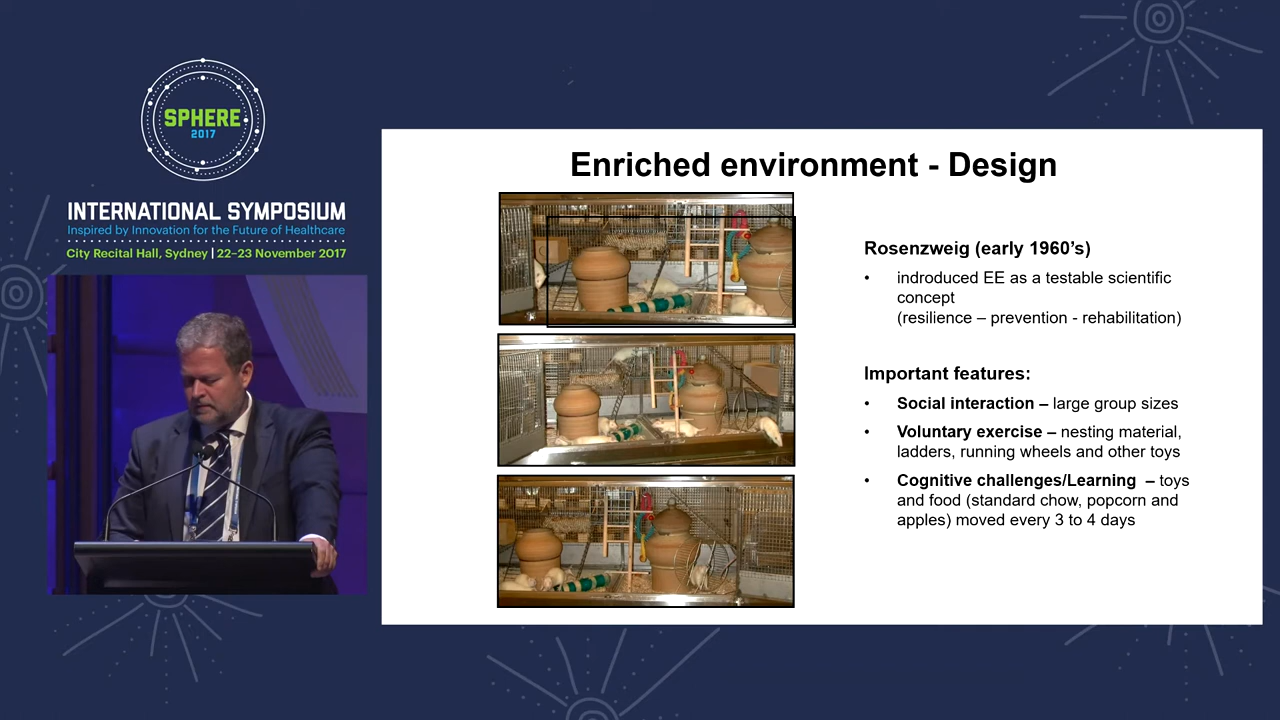 SPHERE
2017
INTERNATIONAL SYMPOSIUM
Inspired by Innovation for the Future of Healthcare
City Recital Hall, Sydney | 22–23 November 2017
Enriched environment - Design
Rosenzweig (early 1960's)
• indroduced EE as a testable scientific
concept
(resilience – prevention - rehabilitation)
Important features:
• Social interaction – large group sizes
• Voluntary exercise – nesting material,
ladders, running wheels and other toys
• Cognitive challenges/Learning – toys
and food (standard chow, popcorn and
apples) moved every 3 to 4 days